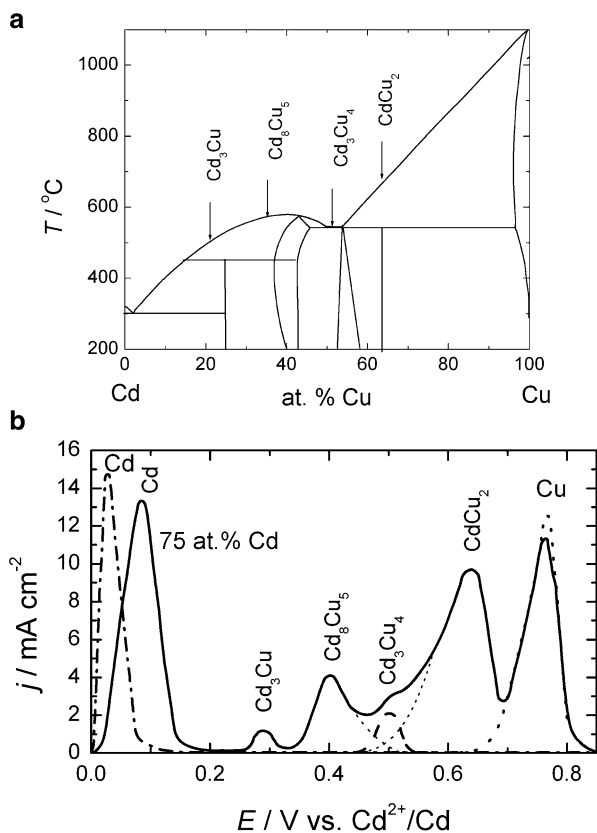 a
1000
800
600
400
200
T / °C
Cd₃Cu
Cd₈Cu₅
Cd₃Cu₄
CdCu₂
0 20 40 60 80 100
Cd at. % Cu Cu
b
16
14
12
10
8
6
4
2
0
j / mA cm⁻²
Cd
Cd
75 at.% Cd
Cd₃Cu
Cd₈Cu₅
Cd₃Cu₄
CdCu₂
Cu
0.0 0.2 0.4 0.6 0.8
E / V vs. Cd²⁺/Cd